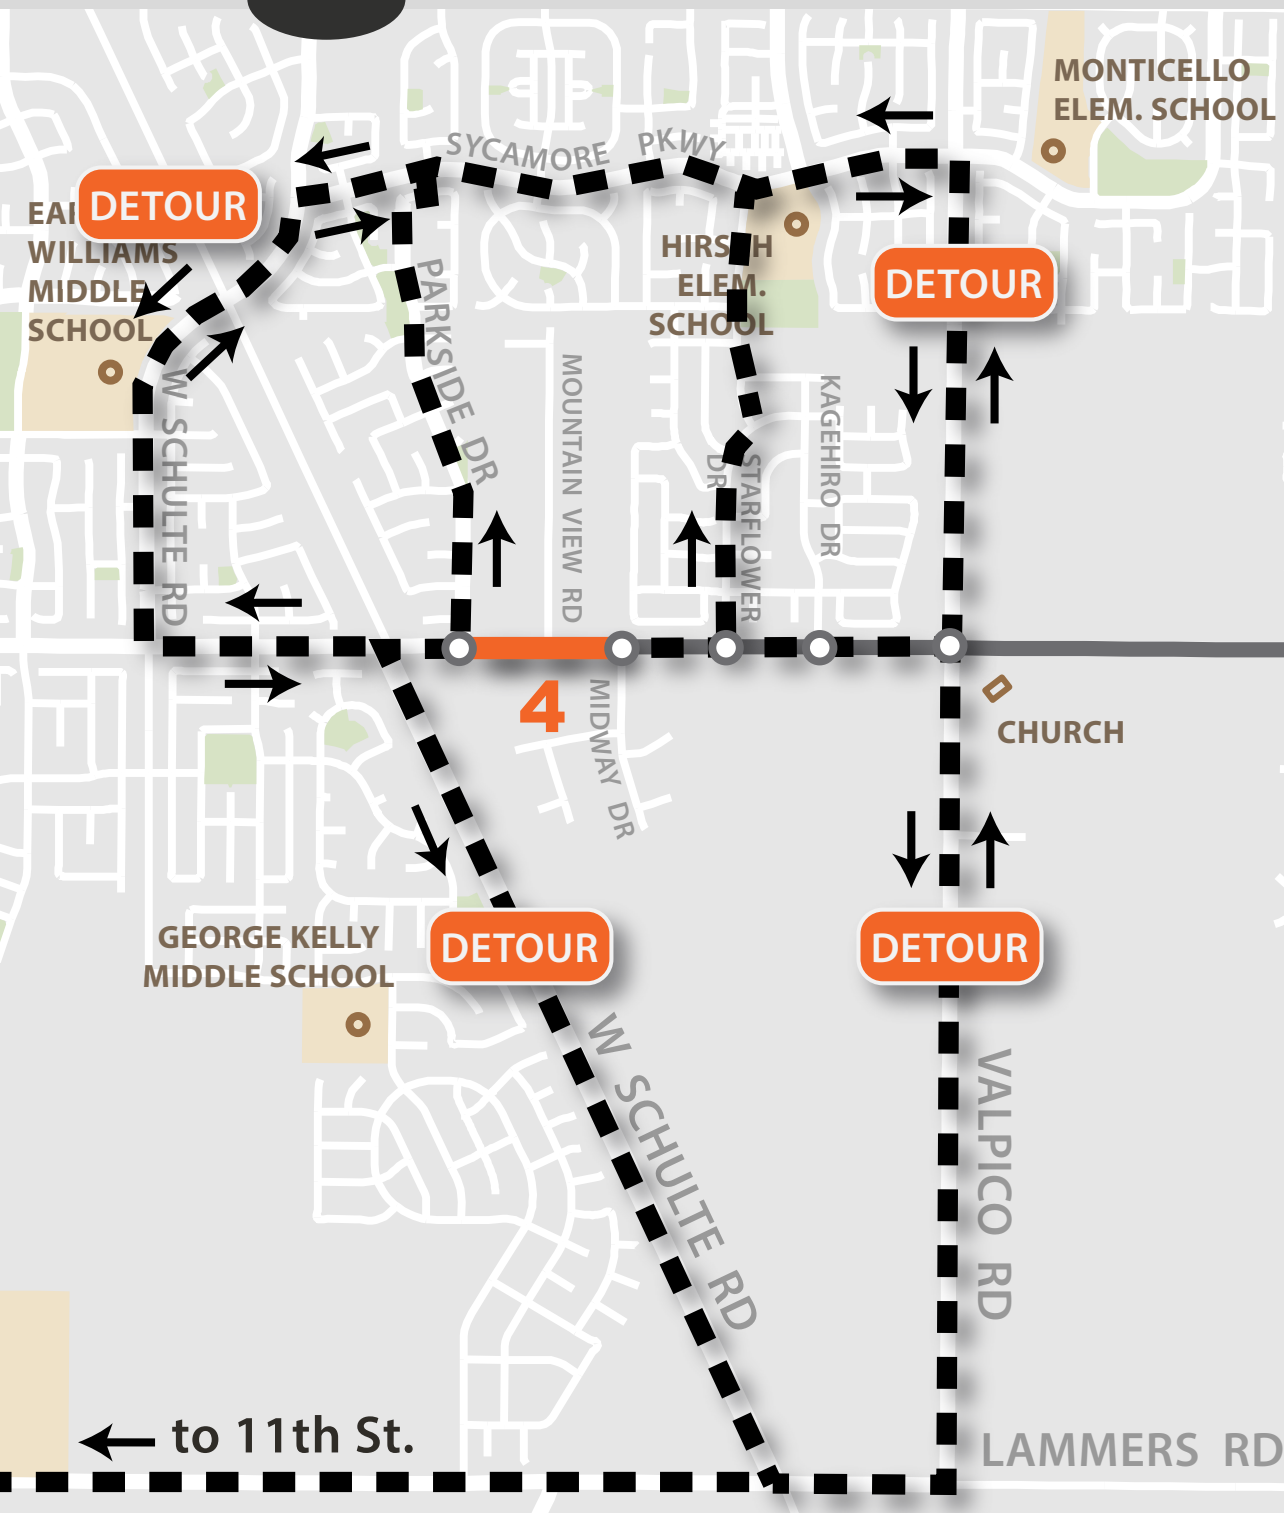 MONTICELLO
ELEM. SCHOOL
SYCAMORE PKWY
DETOUR
WILLIAMS
MIDDLE
SCHOOL
HIRSCH
ELEM.
SCHOOL
DETOUR
PARKSIDE DR
W SCHULTE RD
MOUNTAIN VIEW RD
STARFLOWER
DR
KAGEHIRO DR
4
MIDWAY DR
CHURCH
GEORGE KELLY
MIDDLE SCHOOL
DETOUR
DETOUR
W SCHULTE RD
VALPICO RD
to 11th St.
LAMMERS RD